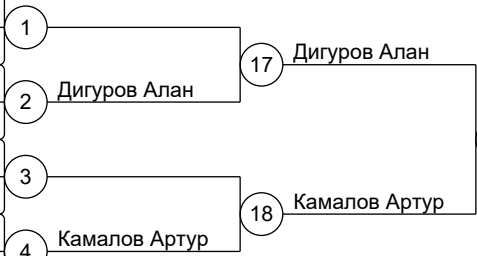 1
17 Дигуров Алан
2 Дигуров Алан
3
18 Камалов Артур
4 Камалов Артур